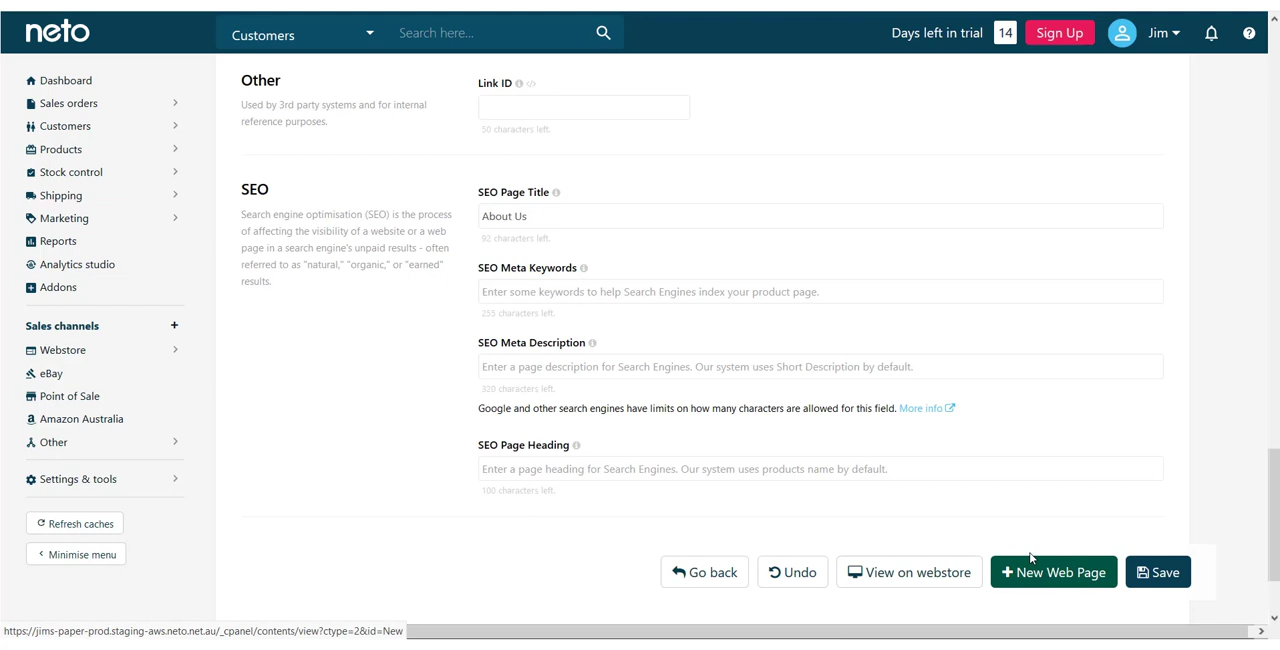 neto
Customers
Search here...
Days left in trial 14 Sign Up Jim
Dashboard
Sales orders
Customers
Products
Stock control
Shipping
Marketing
Reports
Analytics studio
Addons
Sales channels +
Webstore
eBay
Point of Sale
Amazon Australia
Other
Settings & tools
Refresh caches
Minimise menu
Other
Used by 3rd party systems and for internal
reference purposes.
Link ID
50 characters left.
SEO
Search engine optimisation (SEO) is the process
of affecting the visibility of a website or a web
page in a search engine's unpaid results - often
referred to as "natural," "organic," or "earned"
results.
SEO Page Title
About Us
92 characters left.
SEO Meta Keywords
Enter some keywords to help Search Engines index your product page.
255 characters left.
SEO Meta Description
Enter a page description for Search Engines. Our system uses Short Description by default.
320 characters left.
Google and other search engines have limits on how many characters are allowed for this field. More info
SEO Page Heading
Enter a page heading for Search Engines. Our system uses products name by default.
100 characters left.
Go back Undo View on webstore + New Web Page Save
https://jims-paper-prod.staging-aws.neto.net.au/_cpanel/contents/view?ctype=2&id=New